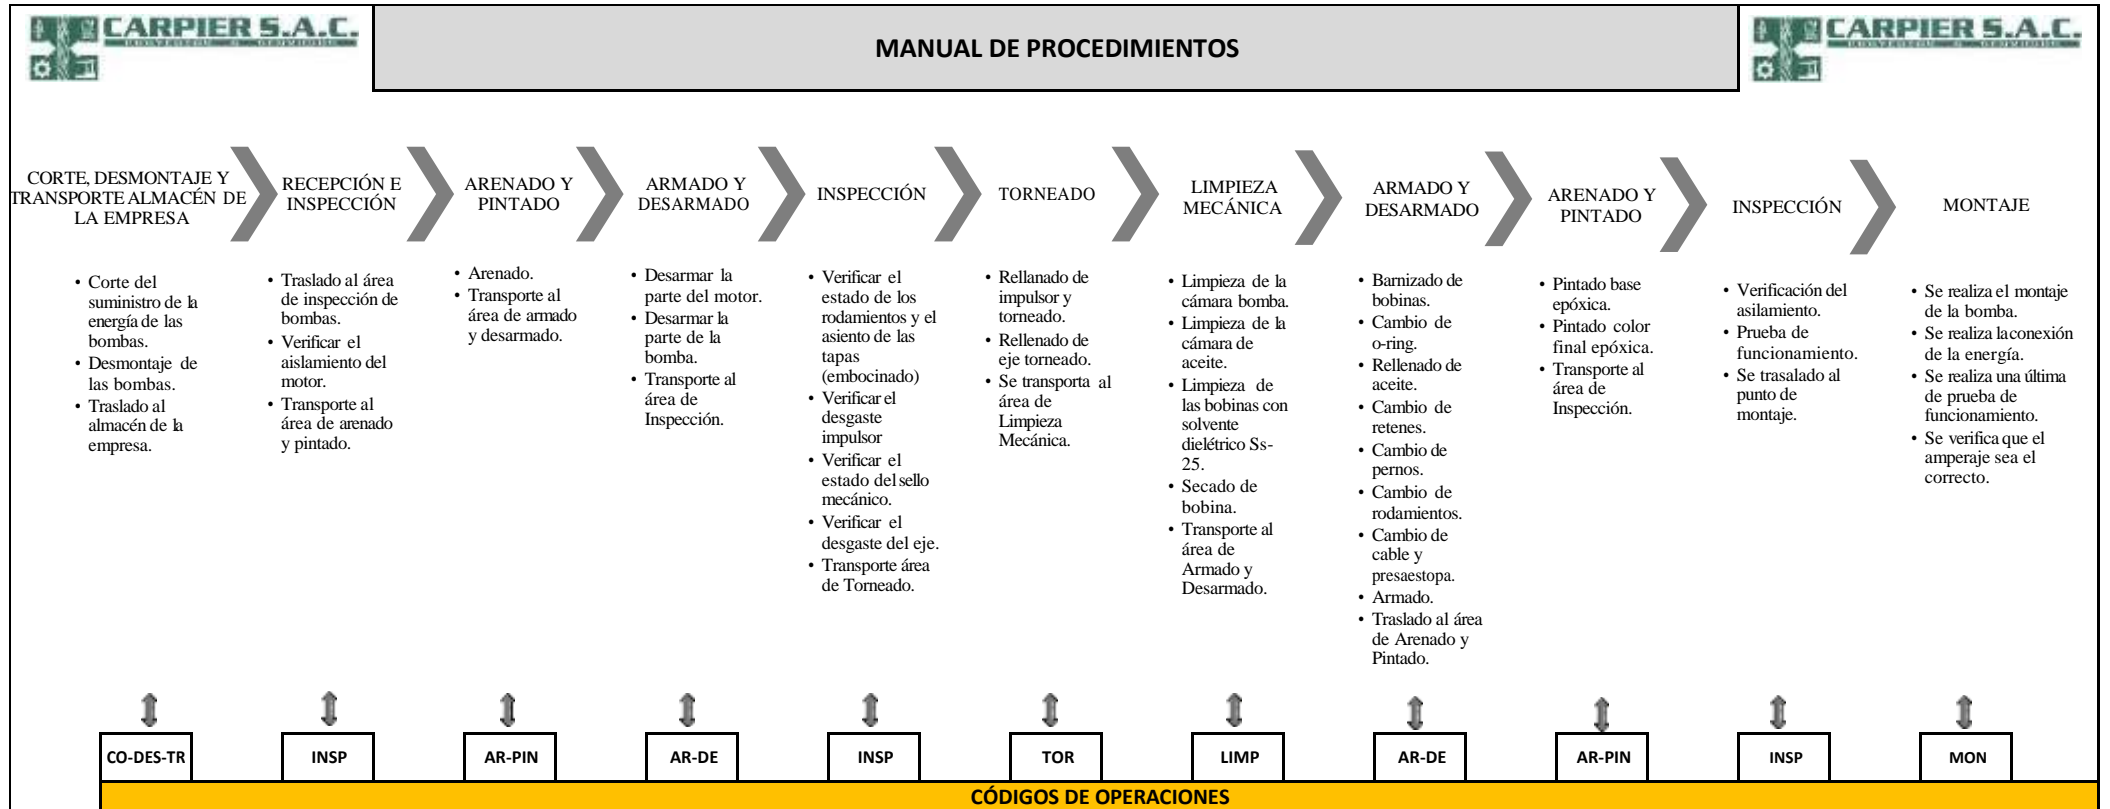 CARPIER S.A.C.
MANUAL DE PROCEDIMIENTOS
CARPIER S.A.C.
CORTE, DESMONTAJE Y
TRANSPORTE ALMACÉN DE
LA EMPRESA
RECEPCIÓN E
INSPECCIÓN
ARENADO Y
PINTADO
ARMADO Y
DESARMADO
INSPECCIÓN
TORNEADO
LIMPIEZA
MECÁNICA
ARMADO Y
DESARMADO
ARENADO Y
PINTADO
INSPECCIÓN
MONTAJE
• Corte del
suministro de la
energía de las
bombas.
• Desmontaje de
las bombas.
• Traslado al
almacén de la
empresa.
• Traslado al área
de inspección de
bombas.
• Verificar el
aislamiento del
motor.
• Transporte al
área de arenado
y pintado.
• Arenado.
• Transporte al
área de armado
y desarmado.
• Desarmar la
parte del motor.
• Desarmar la
parte de la
bomba.
• Transporte al
área de
Inspección.
• Verificar el
estado de los
rodamientos y el
asiento de las
tapas
(embocinado)
• Verificar el
desgaste
impulsor
• Verificar el
estado del sello
mecánico.
• Verificar el
desgaste del eje.
• Transporte área
de Torneado.
• Rellanado de
impulsor y
torneado.
• Rellenado de
eje torneado.
• Se transporta al
área de
Limpieza
Mecánica.
• Limpieza de la
cámara bomba.
• Limpieza de la
cámara de
aceite.
• Limpieza de
las bobinas con
solvente
dielétrico Ss-
25.
• Secado de
bobina.
• Transporte al
área de
Armado y
Desarmado.
• Barnizado de
bobinas.
• Cambio de
o-ring.
• Rellenado de
aceite.
• Cambio de
retenes.
• Cambio de
pernos.
• Cambio de
rodamientos.
• Cambio de
cable y
presaestopa.
• Armado.
• Traslado al área
de Arenado y
Pintado.
• Pintado base
epóxica.
• Pintado color
final epóxica.
• Transporte al
área de
Inspección.
• Verificación del
asilamiento.
• Prueba de
funcionamiento.
• Se trasalado al
punto de
montaje.
• Se realiza el montaje
de la bomba.
• Se realiza la conexión
de la energía.
• Se realiza una última
de prueba de
funcionamiento.
• Se verifica que el
amperaje sea el
correcto.
CO-DES-TR
INSP
AR-PIN
AR-DE
INSP
TOR
LIMP
AR-DE
AR-PIN
INSP
MON
CÓDIGOS DE OPERACIONES